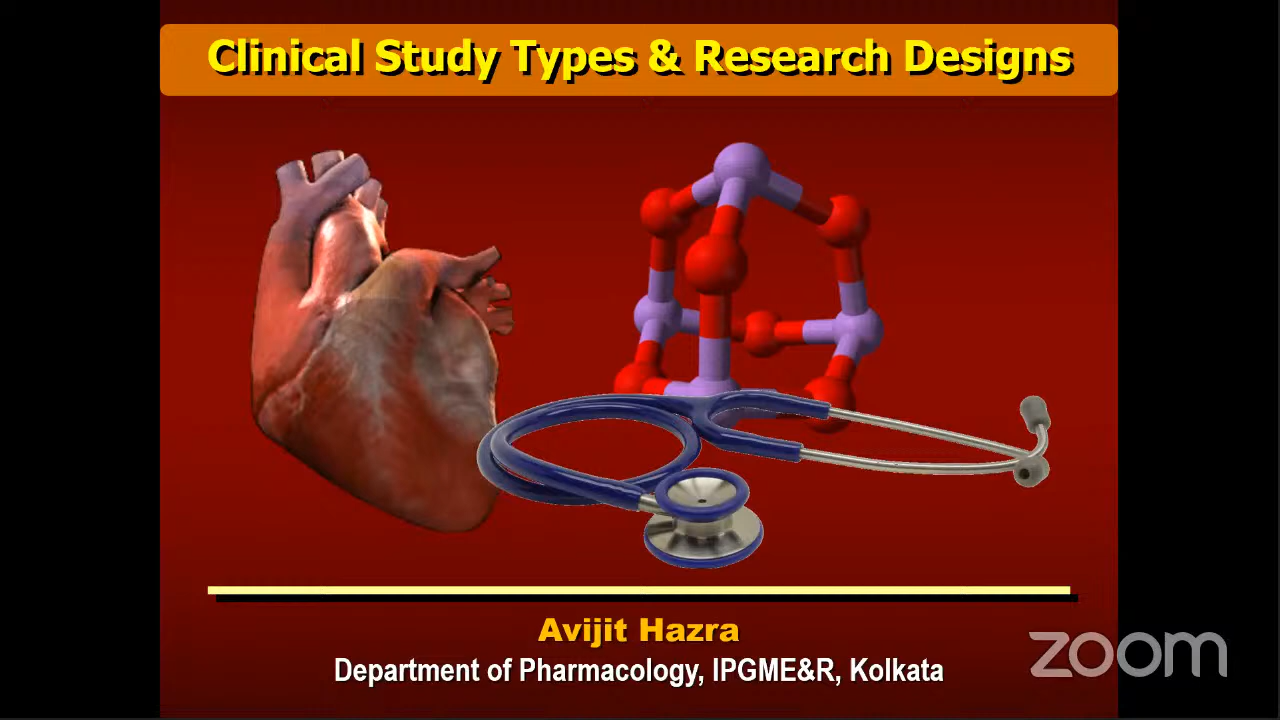 Clinical Study Types & Research Designs
Avijit Hazra
Department of Pharmacology, IPGME&R, Kolkata
zoom